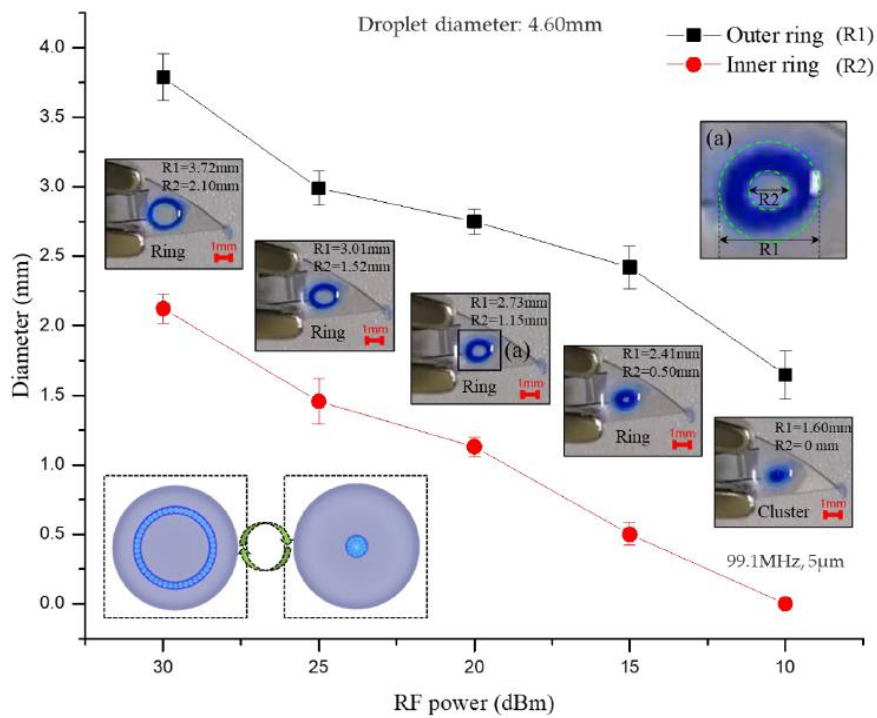 Droplet diameter: 4.60mm
Outer ring (R1)
Inner ring (R2)
Diameter (mm)
4.0
3.5
3.0
2.5
2.0
1.5
1.0
0.5
0.0
R1=3.72mm
R2=2.10mm
Ring
1mm
R1=3.01mm
R2=1.52mm
Ring
1mm
R1=2.73mm
R2=1.15mm
(a)
Ring
1mm
R1=2.41mm
R2=0.50mm
Ring
1mm
R1=1.60mm
R2= 0 mm
Cluster
1mm
(a)
R2
R1
99.1MHz, 5μm
30
25
20
15
10
RF power (dBm)